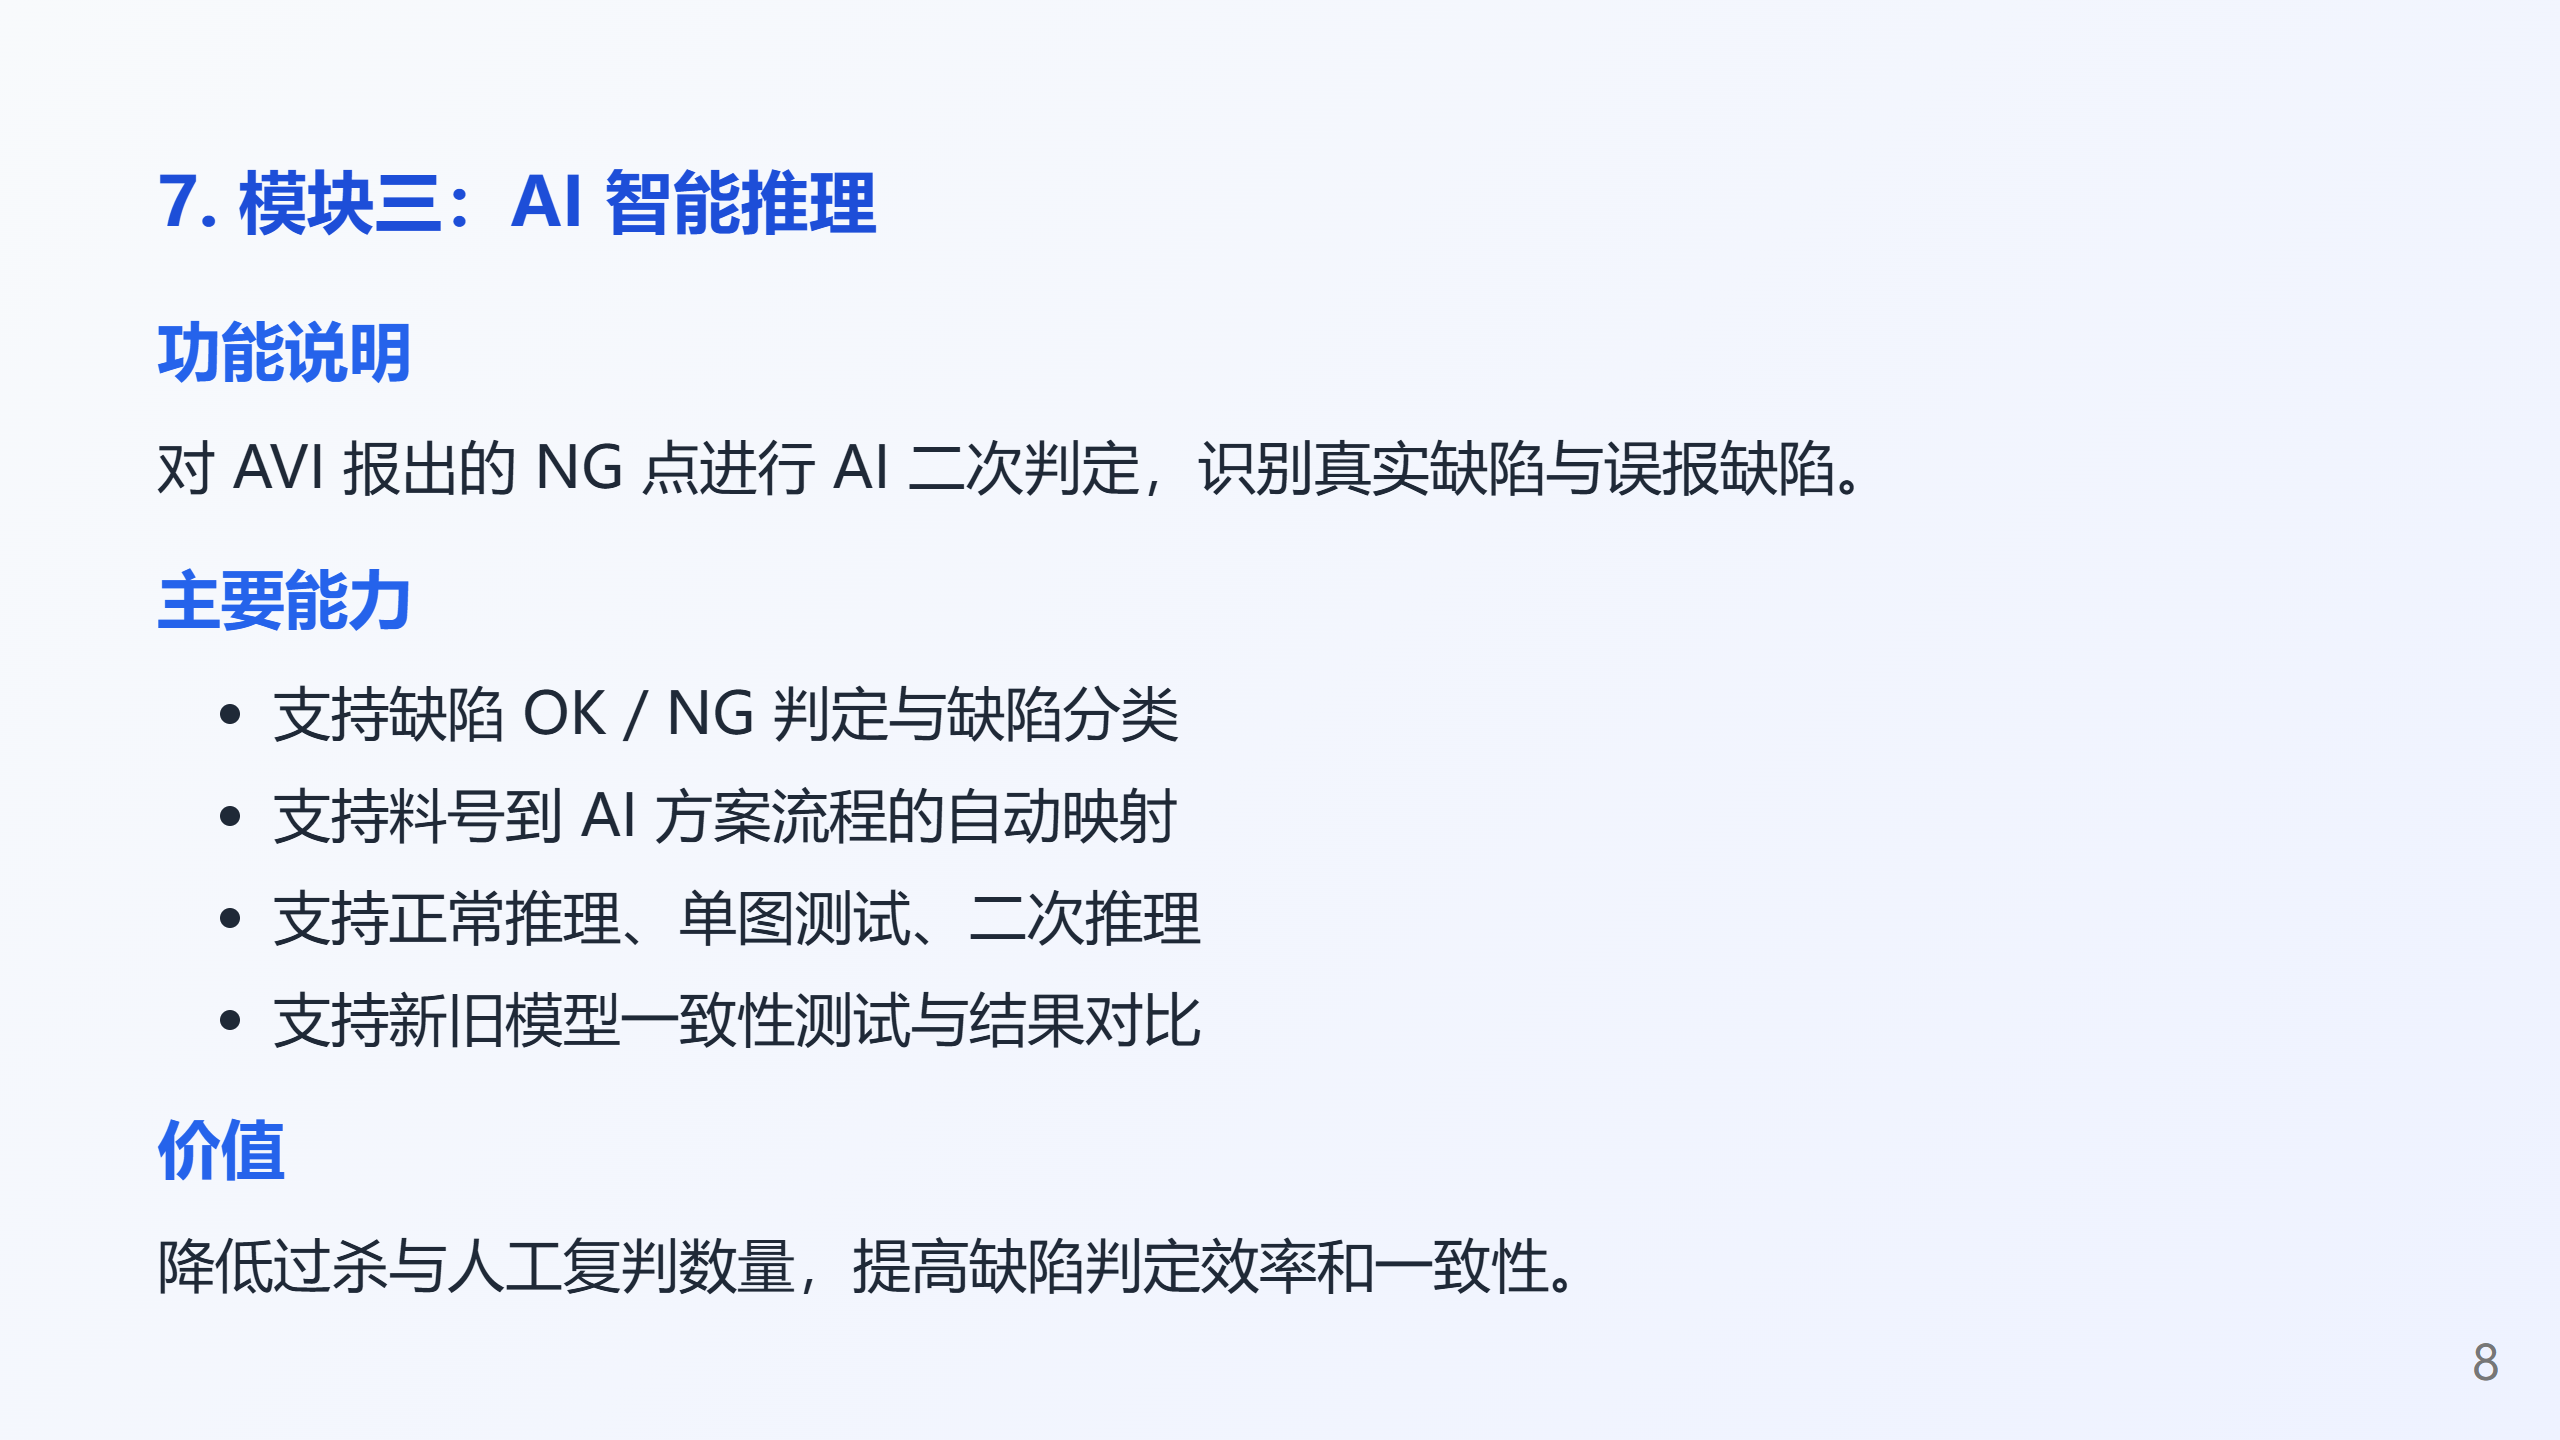 7. 模块三：AI 智能推理
功能说明
对 AVI 报出的 NG 点进行 AI 二次判定，识别真实缺陷与误报缺陷。
主要能力
• 支持缺陷 OK / NG 判定与缺陷分类
• 支持料号到 AI 方案流程的自动映射
• 支持正常推理、单图测试、二次推理
• 支持新旧模型一致性测试与结果对比
价值
降低过杀与人工复判数量，提高缺陷判定效率和一致性。
8